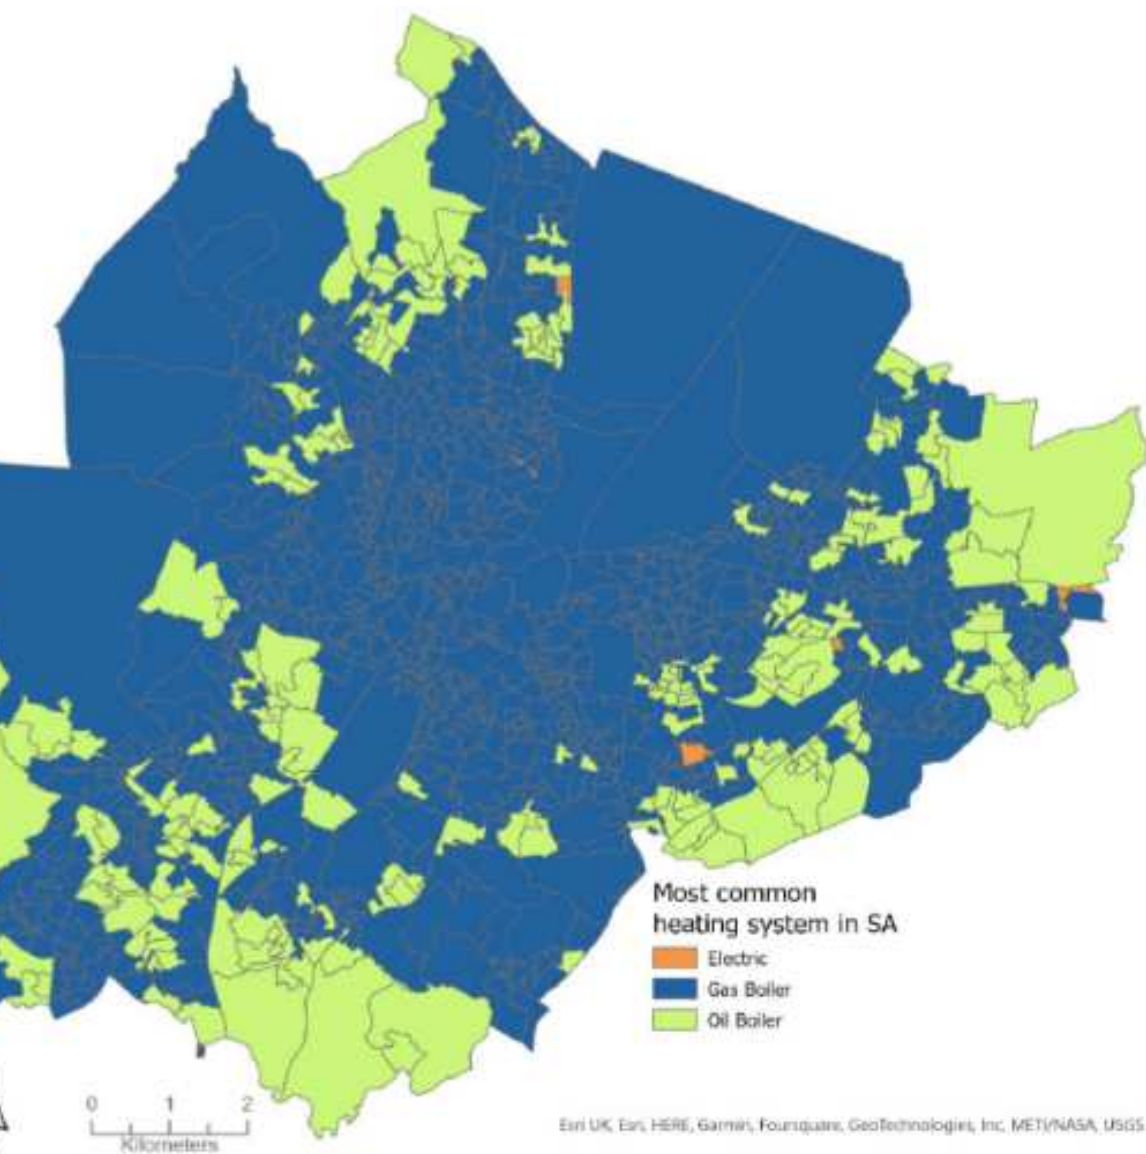 Most common
heating system in SA
Electric
Gas Boiler
Oil Boiler
0 1 2
Kilometers
Esri UK, Esri, HERE, Garmin, Foursquare, GeoTechnologies, Inc, METI/NASA, USGS